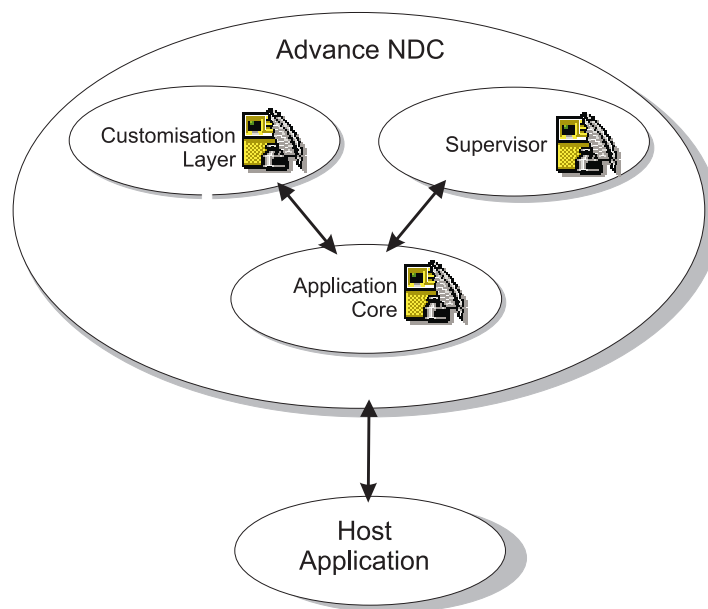 Advance NDC
Customisation
Layer
Supervisor
Application
Core
Host
Application